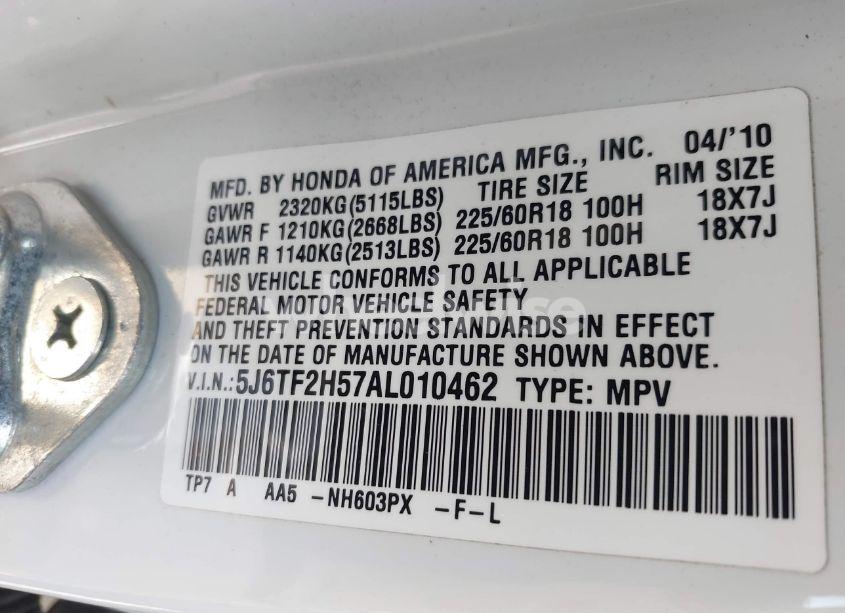 MFD. BY HONDA OF AMERICA MFG., INC. 04/'10
GVWR 2320KG(5115LBS) TIRE SIZE RIM SIZE
GAWR F 1210KG(2668LBS) 225/60R18 100H 18X7J
GAWR R 1140KG(2513LBS) 225/60R18 100H 18X7J
THIS VEHICLE CONFORMS TO ALL APPLICABLE
FEDERAL MOTOR VEHICLE SAFETY
AND THEFT PREVENTION STANDARDS IN EFFECT
ON THE DATE OF MANUFACTURE SHOWN ABOVE.
V.I.N.:5J6TF2H57AL010462 TYPE: MPV
TP7 A AA5 -NH603PX -F-L